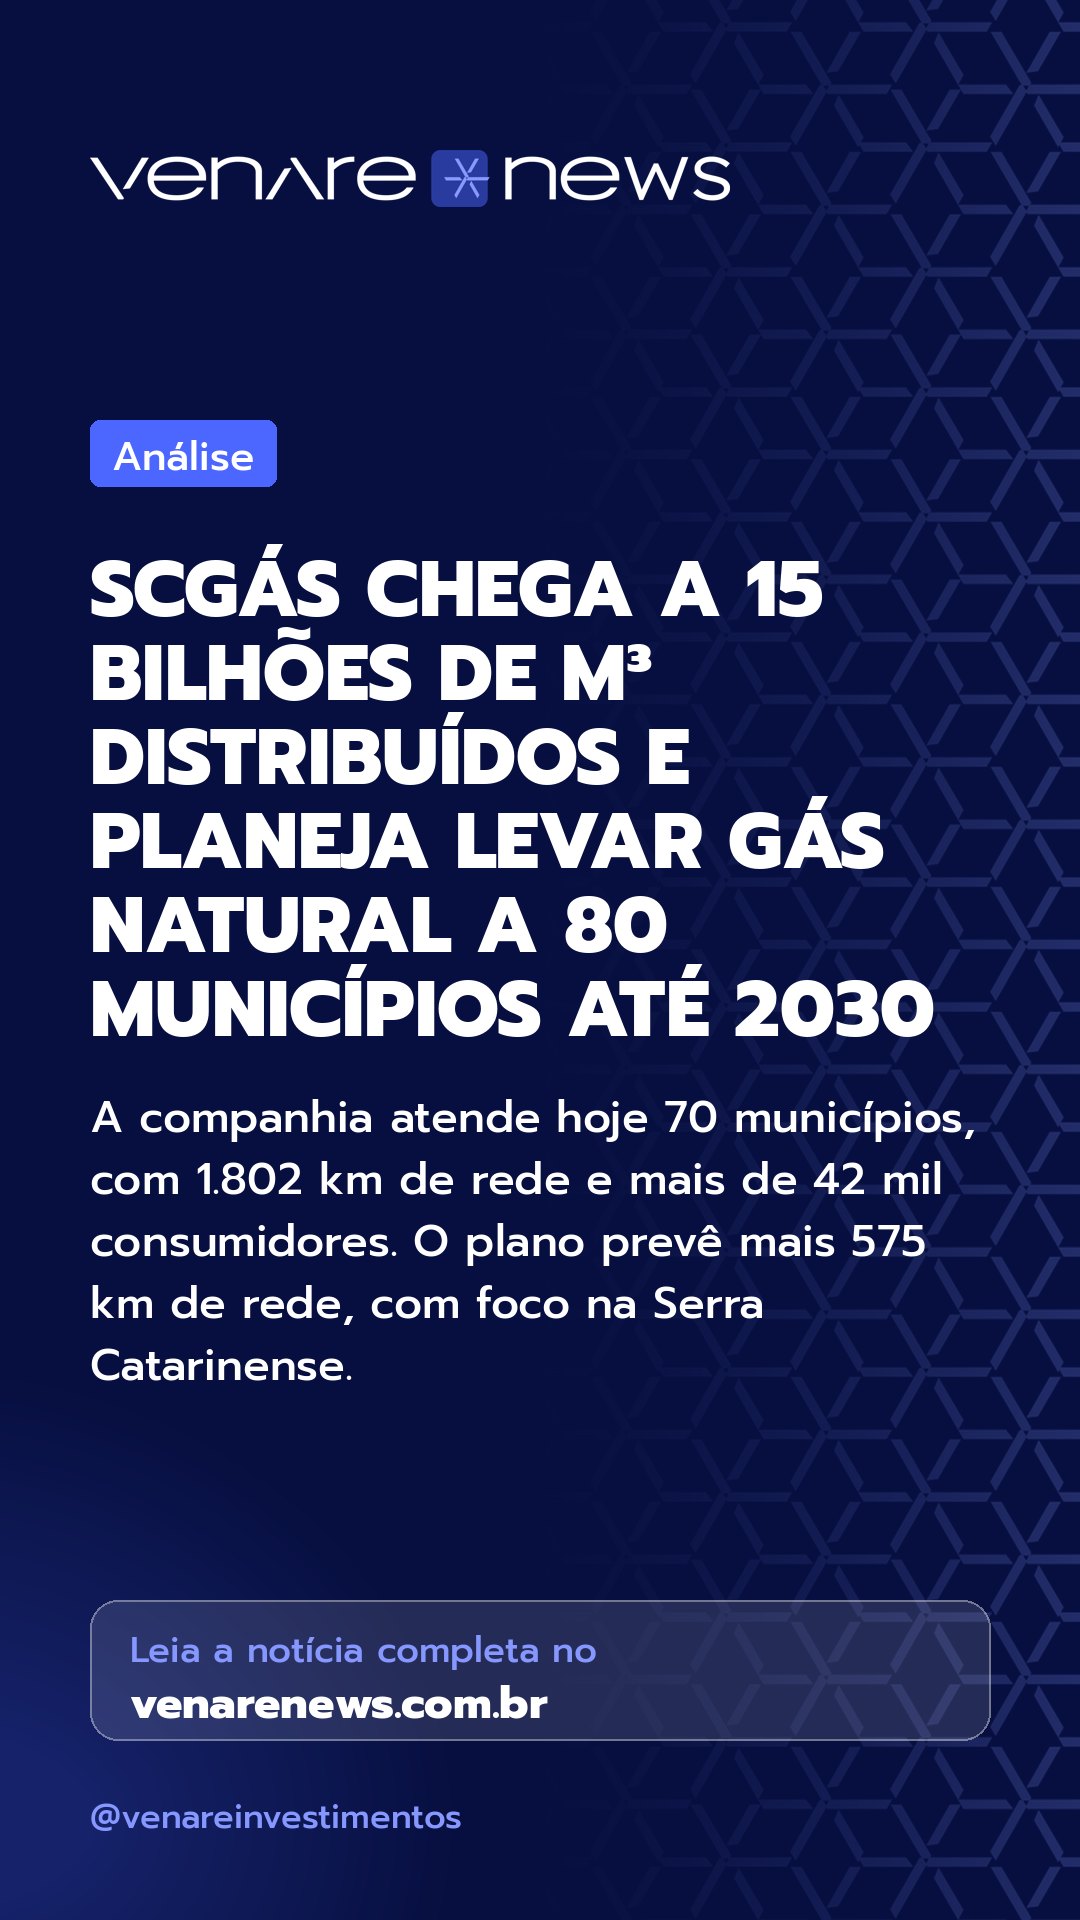 venare news
Análise
SCGÁS CHEGA A 15
BILHÕES DE M³
DISTRIBUÍDOS E
PLANEJA LEVAR GÁS
NATURAL A 80
MUNICÍPIOS ATÉ 2030
A companhia atende hoje 70 municípios,
com 1.802 km de rede e mais de 42 mil
consumidores. O plano prevê mais 575
km de rede, com foco na Serra
Catarinense.
Leia a notícia completa no
venarenews.com.br
@venareinvestimentos